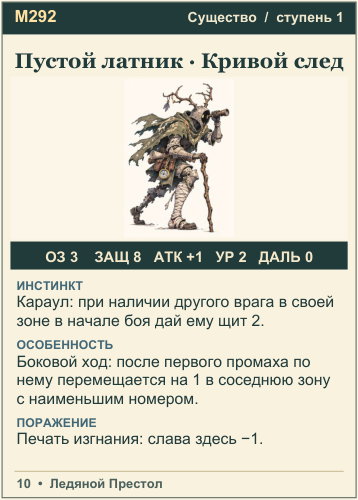 M292
Существо / ступень 1
Пустой латник · Кривой след
ОЗ 3 ЗАЩ 8 АТК +1 УР 2 ДАЛЬ 0
ИНСТИНКТ
Караул: при наличии другого врага в своей
зоне в начале боя дай ему щит 2.
ОСОБЕННОСТЬ
Боковой ход: после первого промаха по
нему перемещается на 1 в соседнюю зону
с наименьшим номером.
ПОРАЖЕНИЕ
Печать изгнания: слава здесь −1.
10 • Ледяной Престол